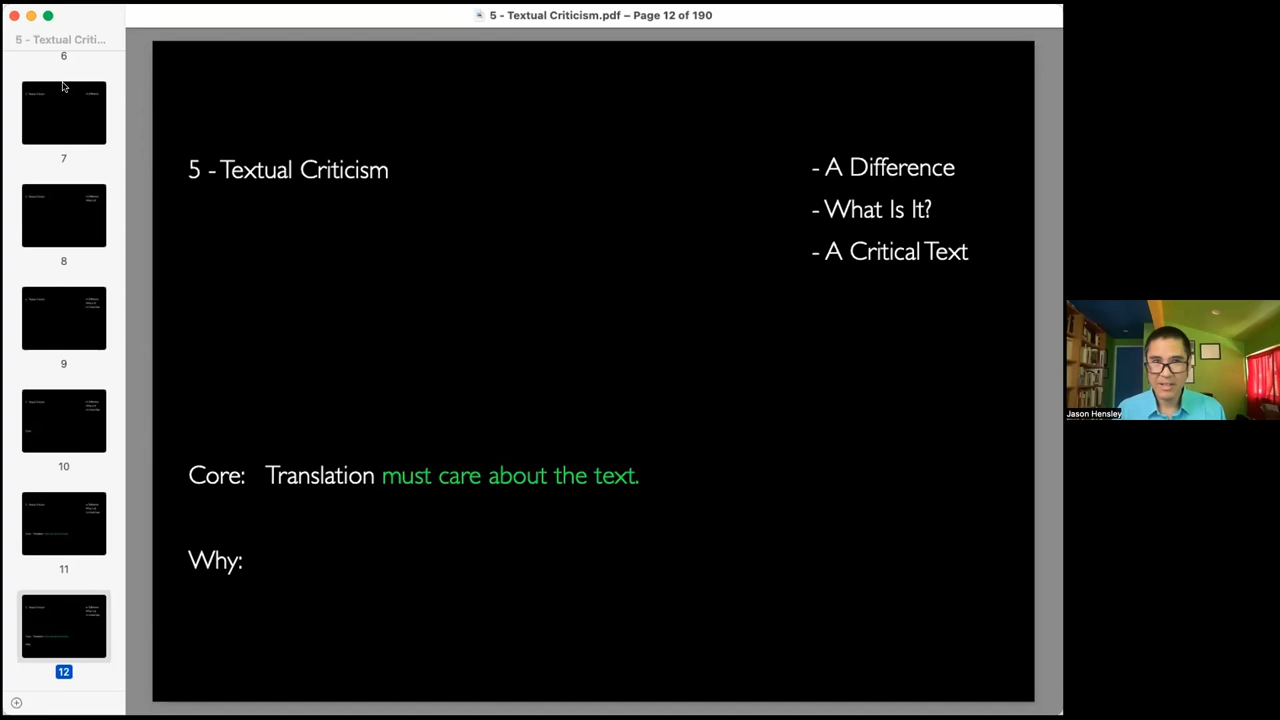 5 - Textual Criticism.pdf – Page 12 of 190
5 - Textual Criti...
6
7
8
9
10
11
12
5 - Textual Criticism
- A Difference
- What Is It?
- A Critical Text
Core: Translation must care about the text.
Why:
Jason Hensley